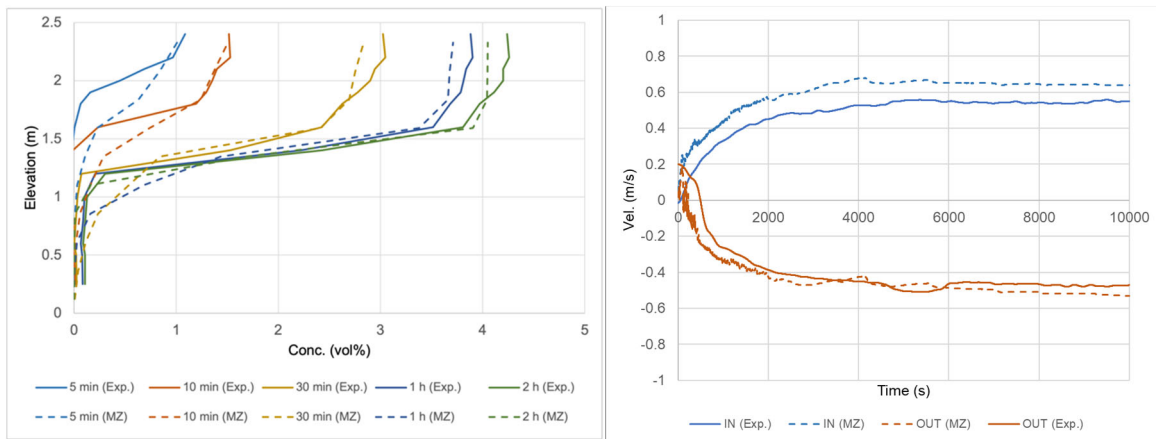 2.5
2
1.5
1
0.5
0
Elevation (m)
0 1 2 3 4 5
Conc. (vol%)
5 min (Exp.) 10 min (Exp.) 30 min (Exp.) 1 h (Exp.) 2 h (Exp.)
5 min (MZ) 10 min (MZ) 30 min (MZ) 1 h (MZ) 2 h (MZ)
1
0.8
0.6
0.4
0.2
0
-0.2
-0.4
-0.6
-0.8
-1
Vel. (m/s)
0 2000 4000 6000 8000 10000
Time (s)
IN (Exp.) IN (MZ) OUT (MZ) OUT (Exp.)